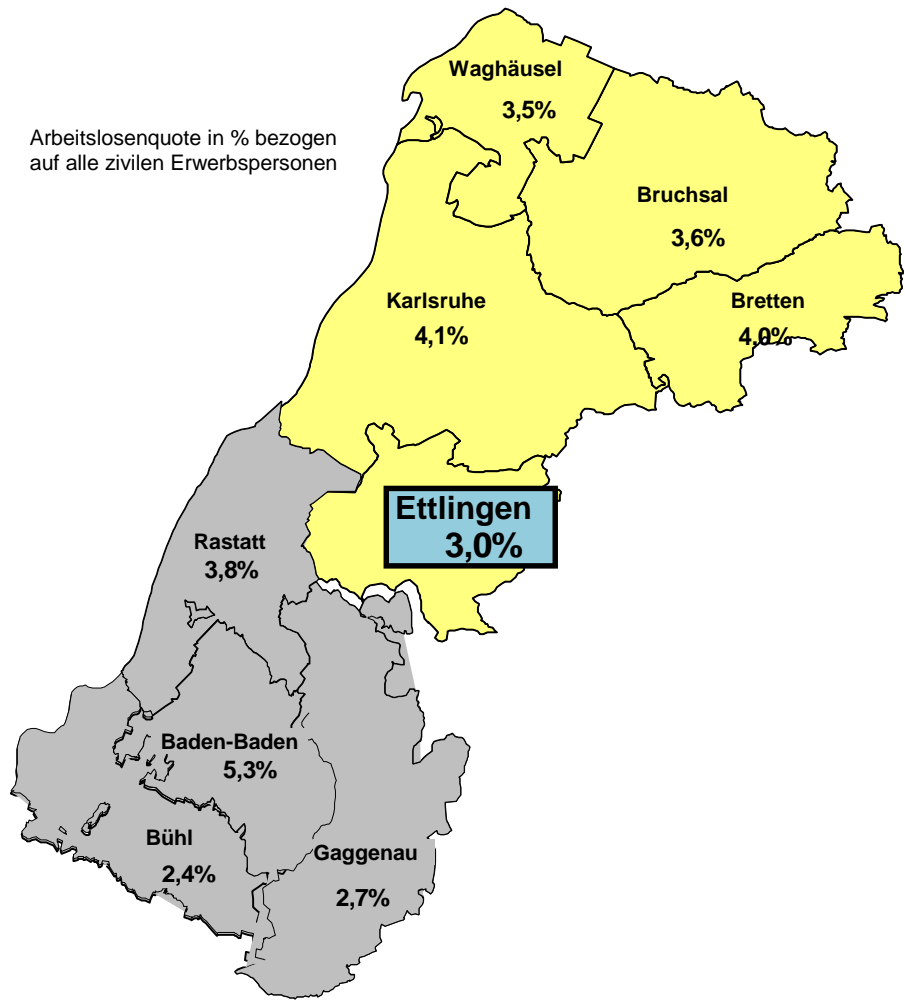 Waghäusel
3,5%
Arbeitslosenquote in % bezogen
auf alle zivilen Erwerbspersonen
Bruchsal
3,6%
Karlsruhe
4,1%
Bretten
4,0%
Ettlingen
3,0%
Rastatt
3,8%
Baden-Baden
5,3%
Bühl
2,4%
Gaggenau
2,7%